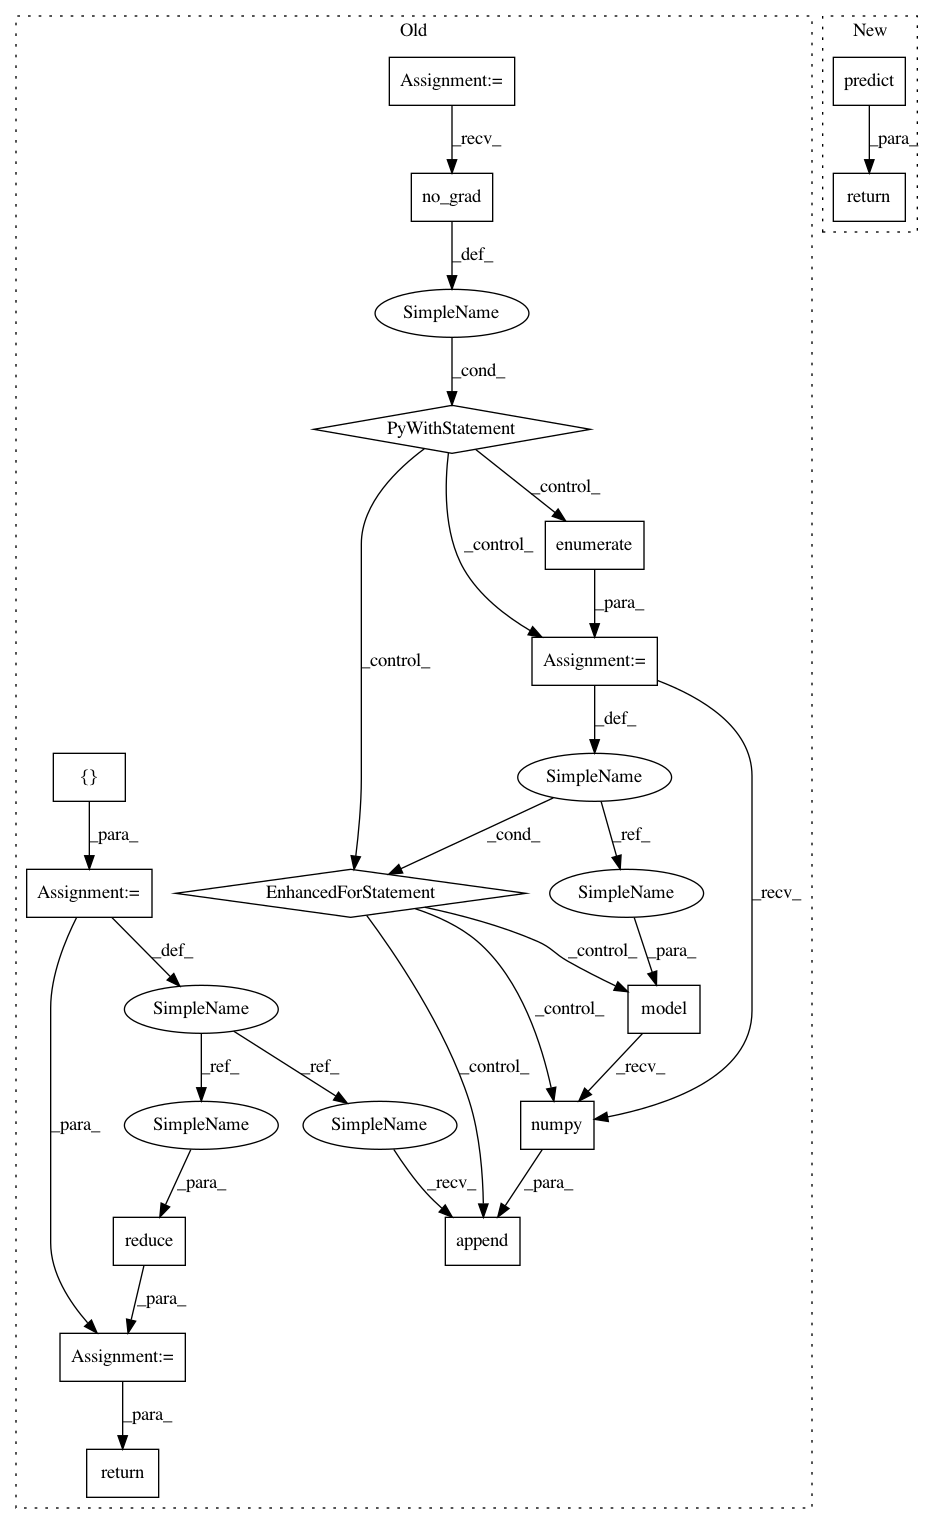 Old
New
Assignment:=
predict
_recv_
_para_
no_grad
return
_def_
SimpleName
_cond_
PyWithStatement
_control_
enumerate
_control_
_para_
_control_
Assignment:=
_def_
{}
SimpleName
_para_
_cond_
_ref_
Assignment:=
EnhancedForStatement
SimpleName
_recv_
_def_
_control_
_para_
SimpleName
_control_
model
_ref_
_ref_
_control_
_recv_
_para_
SimpleName
SimpleName
numpy
_para_
_recv_
_para_
reduce
append
_para_
Assignment:=
_para_
return